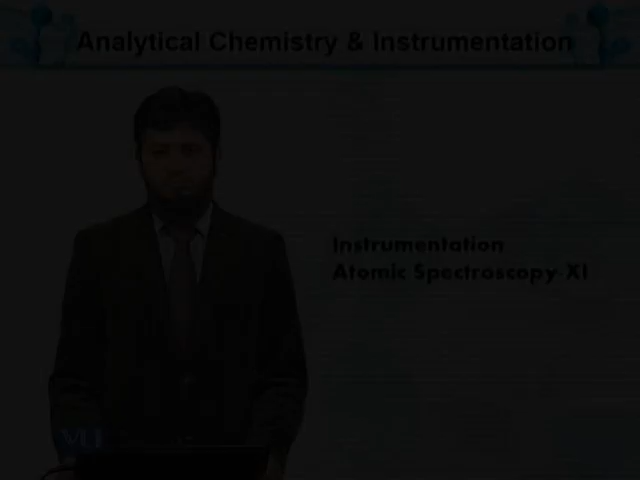 Analytical Chemistry & Instrumentation
Instrumentation
Atomic Spectroscopy-XI